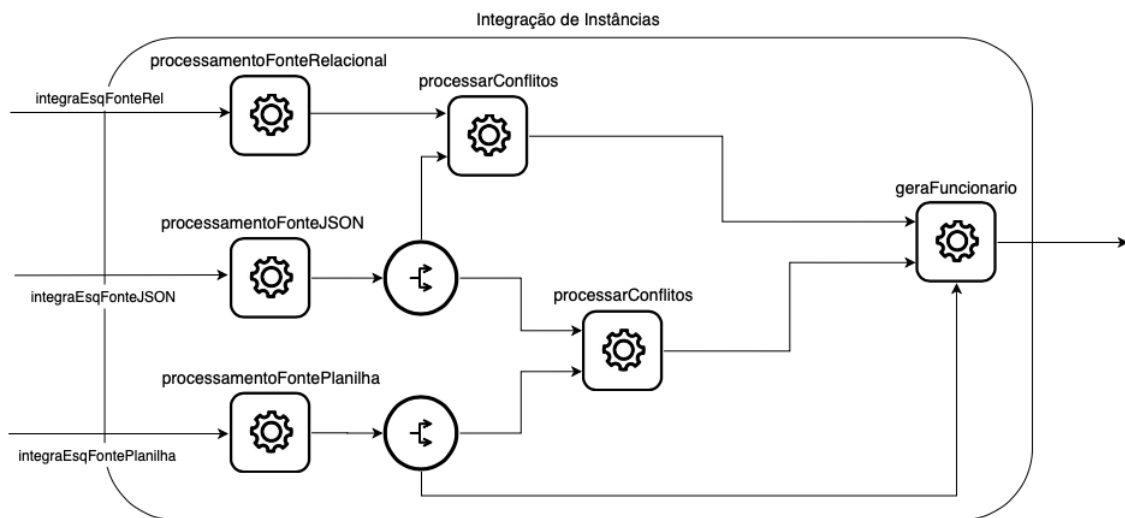 Integração de Instâncias
processamentoFonteRelacional
processarConflitos
integraEsqFonteRel
geraFuncionario
processamentoFonteJSON
integraEsqFonteJSON
processarConflitos
processamentoFontePlanilha
integraEsqFontePlanilha